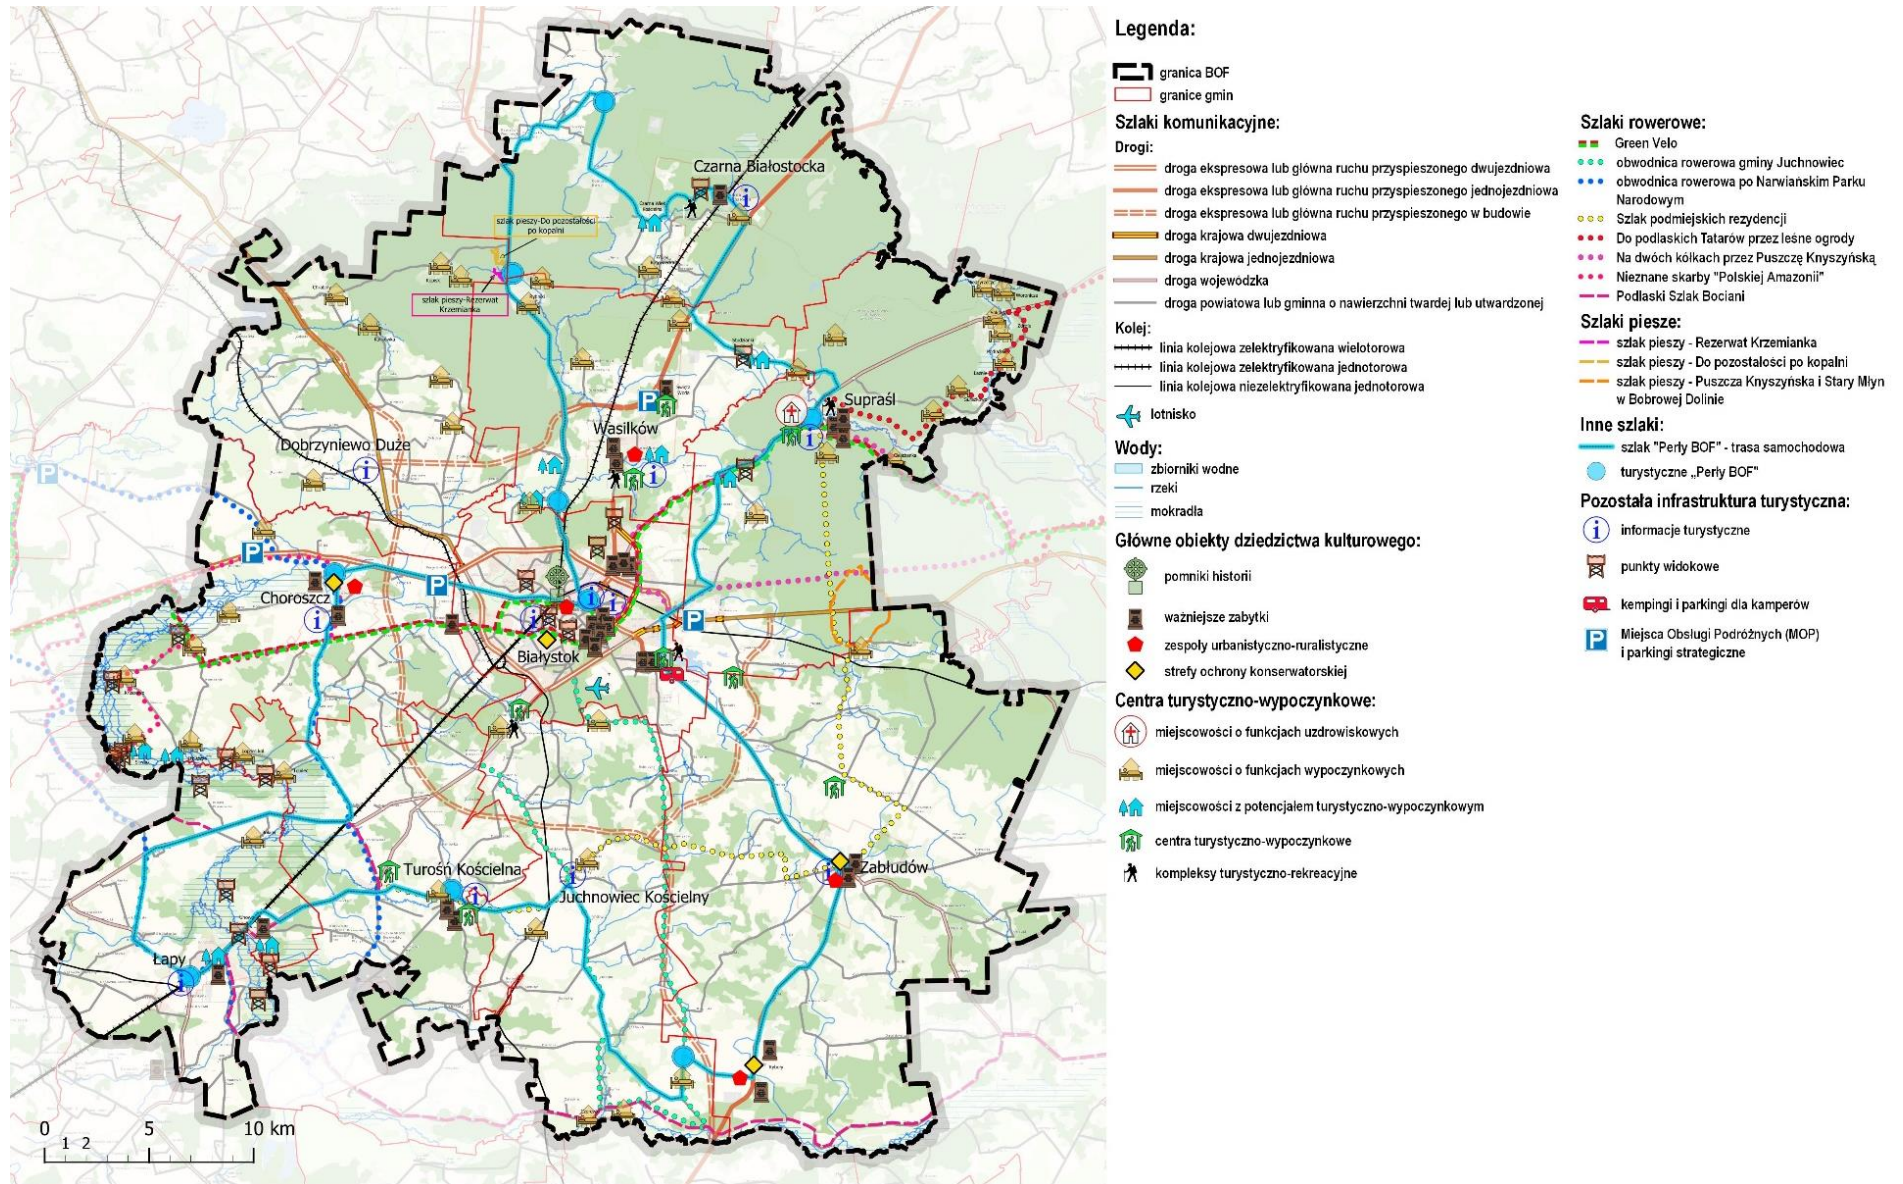 Czarna Białostocka
szlak pieszy-Do pozostałości
po kopalni
szlak pieszy-Rezerwat
Krzemianka
Supraśl
Wasilków
Dobrzyniewo Duże
P
P
P
P
P
Choroszcz
Białystok
Turośń Kościelna
Juchnowiec Kościelny
Zabłudów
Łapy
0 1 2 5 10 km
Legenda:
granica BOF
granice gmin
Szlaki komunikacyjne:
Drogi:
droga ekspresowa lub główna ruchu przyspieszonego dwujezdniowa
droga ekspresowa lub główna ruchu przyspieszonego jednojezdniowa
droga ekspresowa lub główna ruchu przyspieszonego w budowie
droga krajowa dwujezdniowa
droga krajowa jednojezdniowa
droga wojewódzka
droga powiatowa lub gminna o nawierzchni twardej lub utwardzonej
Kolej:
linia kolejowa zelektryfikowana wielotorowa
linia kolejowa zelektryfikowana jednotorowa
linia kolejowa niezelektryfikowana jednotorowa
lotnisko
Wody:
zbiorniki wodne
rzeki
mokradła
Główne obiekty dziedzictwa kulturowego:
pomniki historii
ważniejsze zabytki
zespoły urbanistyczno-ruralistyczne
strefy ochrony konserwatorskiej
Centra turystyczno-wypoczynkowe:
miejscowości o funkcjach uzdrowiskowych
miejscowości o funkcjach wypoczynkowych
miejscowości z potencjałem turystyczno-wypoczynkowym
centra turystyczno-wypoczynkowe
kompleksy turystyczno-rekreacyjne
Szlaki rowerowe:
Green Velo
obwodnica rowerowa gminy Juchnowiec
obwodnica rowerowa po Narwiańskim Parku
Narodowym
Szlak podmiejskich rezydencji
Do podlaskich Tatarów przez leśne ogrody
Na dwóch kółkach przez Puszczę Knyszyńską
Nieznane skarby "Polskiej Amazonii"
Podlaski Szlak Bociani
Szlaki piesze:
szlak pieszy - Rezerwat Krzemianka
szlak pieszy - Do pozostałości po kopalni
szlak pieszy - Puszcza Knyszyńska i Stary Młyn
w Bobrowej Dolinie
Inne szlaki:
szlak "Perły BOF" - trasa samochodowa
turystyczne „Perły BOF"
Pozostała infrastruktura turystyczna:
informacje turystyczne
punkty widokowe
kempingi i parkingi dla kamperów
P Miejsca Obsługi Podróżnych (MOP)
i parkingi strategiczne